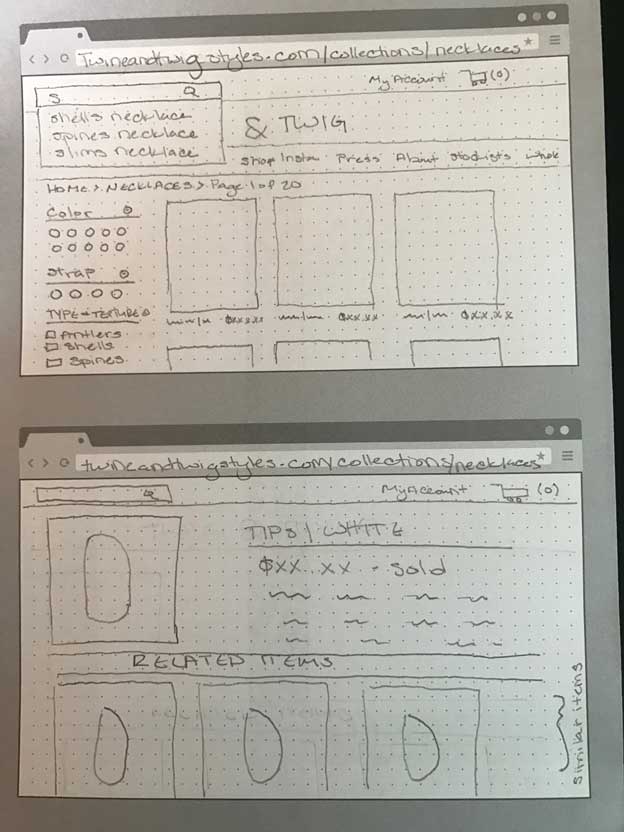 Twineandtwigstyles.com/collections/necklaces
My Account (0)
S
shells necklace
spines necklace
slims necklace
& TWIG
Shop Insta Press About stockists whole
HOME > NECKLACES > Page 1 of 20
Color
Strap
$xx.xx $xx.xx $xx.xx
TYPE + TEXTURE
Antlers
Shells
Spines
twineandtwigstyles.com/collections/necklaces
My Account (0)
TIPS | WHITE
$XX.XX - sold
RELATED ITEMS
similar items